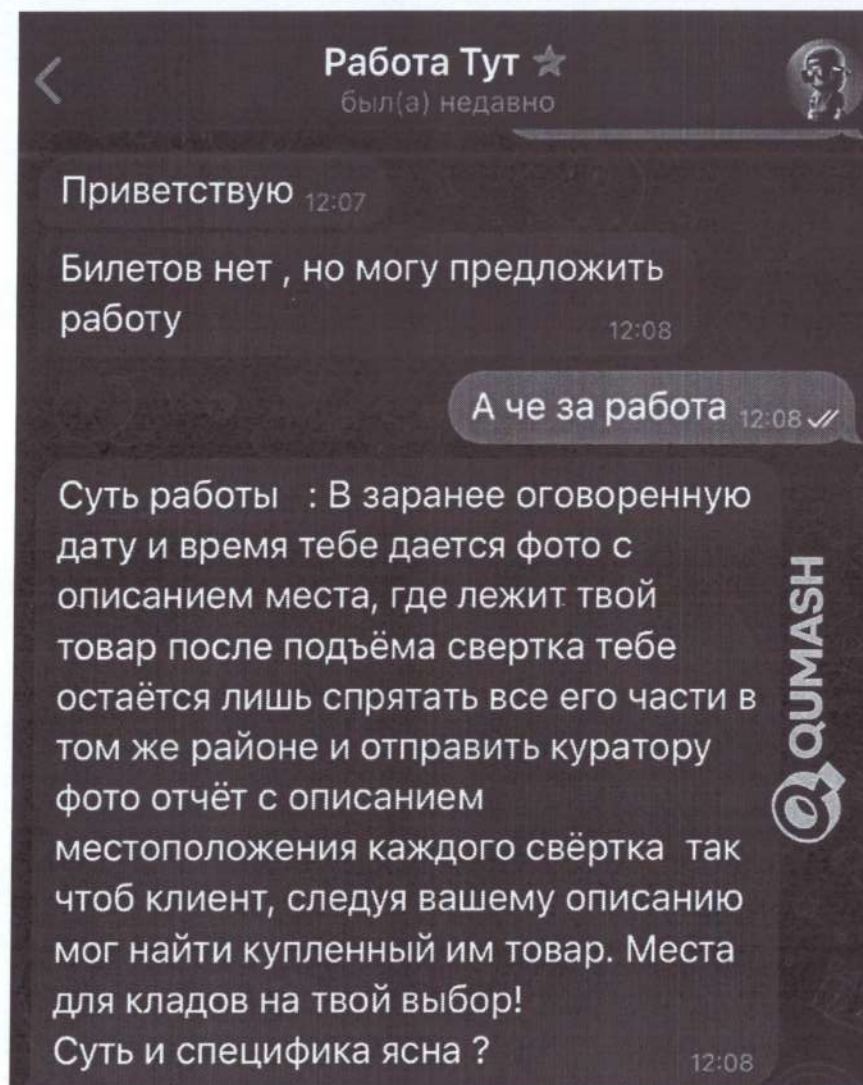 Работа Тут
был(а) недавно
Приветствую 12:07
Билетов нет , но могу предложить
работу 12:08
А че за работа 12:08
Суть работы : В заранее оговоренную
дату и время тебе дается фото с
описанием места, где лежит твой
товар после подъёма свертка тебе
остаётся лишь спрятать все его части в
том же районе и отправить куратору
фото отчёт с описанием
местоположения каждого свёртка так
чтоб клиент, следуя вашему описанию
мог найти купленный им товар. Места
для кладов на твой выбор!
Суть и специфика ясна ? 12:08
QUMASH